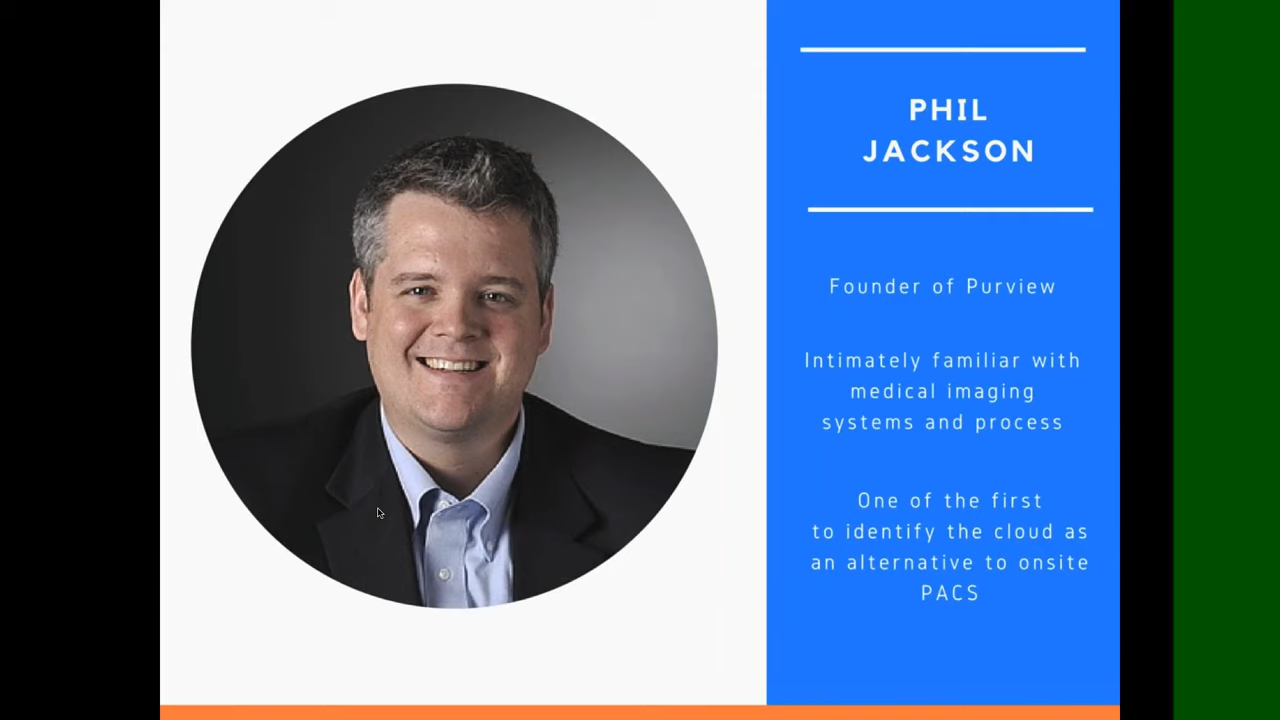 PHIL
JACKSON
Founder of Purview
Intimately familiar with
medical imaging
systems and process
One of the first
to identify the cloud as
an alternative to onsite
PACS